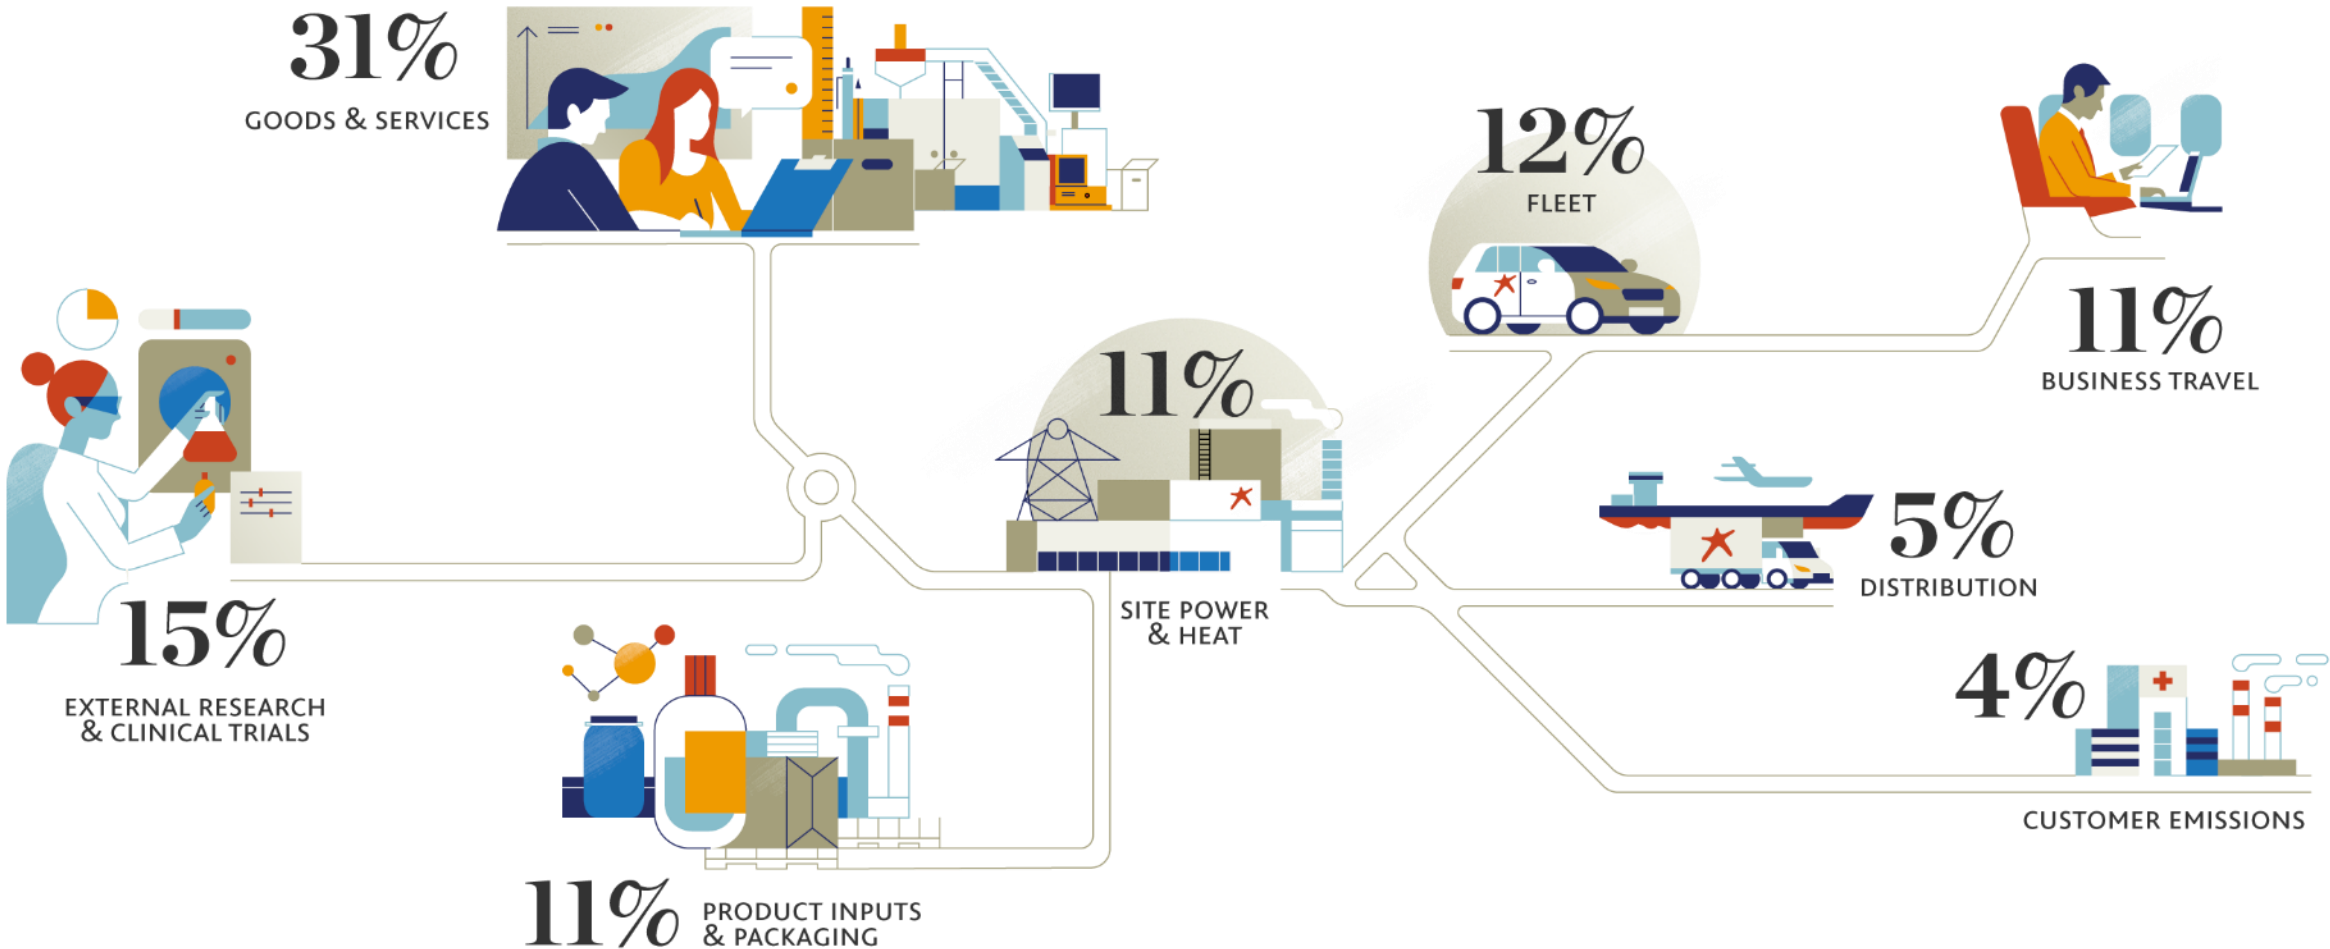 31%
GOODS & SERVICES
12%
FLEET
11%
BUSINESS TRAVEL
11%
SITE POWER
& HEAT
5%
DISTRIBUTION
15%
EXTERNAL RESEARCH
& CLINICAL TRIALS
4%
CUSTOMER EMISSIONS
11%
PRODUCT INPUTS
& PACKAGING